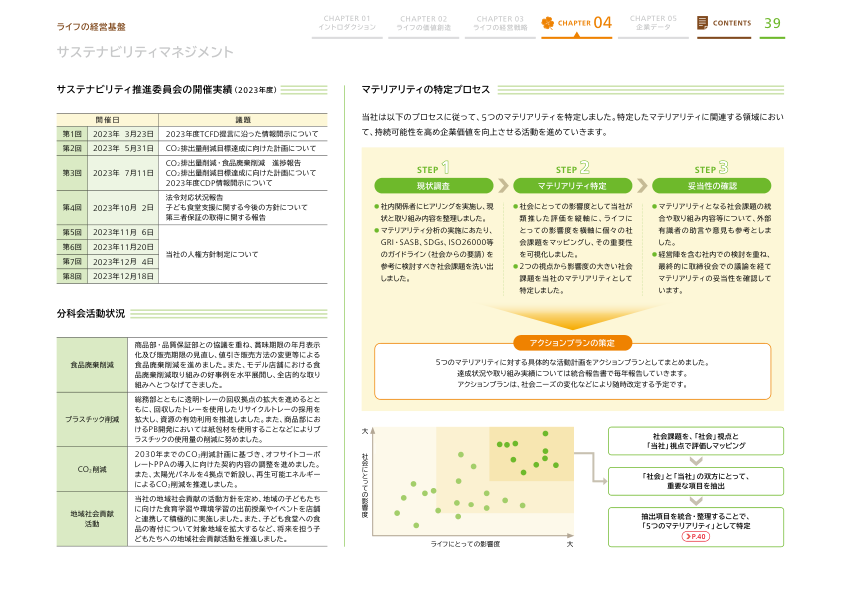 ライフの経営基盤
CHAPTER 01
イントロダクション
CHAPTER 02
ライフの価値創造
CHAPTER 03
ライフの経営戦略
CHAPTER 04
CHAPTER 05
企業データ
CONTENTS
39
サステナビリティマネジメント
サステナビリティ推進委員会の開催実績(2023年度)
開催日 議題
第1回 2023年 3月23日 2023年度TCFD提言に沿った情報開示について
第2回 2023年 5月31日 CO₂排出量削減目標達成に向けた計画について
第3回 2023年 7月11日 CO₂排出量削減・食品廃棄削減 進捗報告
CO₂排出量削減目標達成に向けた計画について
2023年度CDP情報開示について
第4回 2023年10月 2日 法令対応状況報告
子ども食堂支援に関する今後の方針について
第三者保証の取得に関する報告
第5回 2023年11月 6日
第6回 2023年11月20日
第7回 2023年12月 4日
第8回 2023年12月18日
当社の人権方針制定について
分科会活動状況
食品廃棄削減
商品部・品質保証部との協議を重ね、賞味期限の年月表示
化及び販売期限の見直し、値引き販売方法の変更等による
食品廃棄削減を進めました。また、モデル店舗における食
品廃棄削減取り組みの好事例を水平展開し、全店的な取り
組みへとつなげてきました。
プラスチック削減
総務部とともに透明トレーの回収拠点の拡大を進めるとと
もに、回収したトレーを使用したリサイクルトレーの採用を
拡大し、資源の有効利用を推進しました。また、商品部にお
けるPB開発においては紙包材を使用することなどによりプ
ラスチックの使用量の削減に努めました。
CO₂削減
2030年までのCO₂削減計画に基づき、オフサイトコーポ
レートPPAの導入に向けた契約内容の調整を進めました。
また、太陽光パネルを4拠点で新設し、再生可能エネルギー
によるCO₂削減を推進しました。
地域社会貢献
活動
当社の地域社会貢献の活動方針を定め、地域の子どもたち
に向けた食育学習や環境学習の出前授業やイベントを店舗
と連携して積極的に実施しました。また、子ども食堂への食
品の寄付について対象地域を拡大するなど、将来を担う子
どもたちへの地域社会貢献活動を推進しました。
マテリアリティの特定プロセス
当社は以下のプロセスに従って、5つのマテリアリティを特定しました。特定したマテリアリティに関連する領域におい
て、持続可能性を高め企業価値を向上させる活動を進めていきます。
STEP 1
現状調査
●社内関係者にヒアリングを実施し、現
状と取り組み内容を整理しました。
●マテリアリティ分析の実施にあたり、
GRI・SASB、SDGs、ISO26000等
のガイドライン(社会からの要請)を
参考に検討すべき社会課題を洗い出
しました。
STEP 2
マテリアリティ特定
●社会にとっての影響度として当社が
類推した評価を縦軸に、ライフに
とっての影響度を横軸に個々の社
会課題をマッピングし、その重要性
を可視化しました。
●2つの視点から影響度の大きい社会
課題を当社のマテリアリティとして
特定しました。
STEP 3
妥当性の確認
●マテリアリティとなる社会課題の統
合や取り組み内容等について、外部
有識者の助言や意見も参考としまし
た。
●経営陣を含む社内での検討を重ね、
最終的に取締役会での議論を経て
マテリアリティの妥当性を確認して
います。
アクションプランの策定
5つのマテリアリティに対する具体的な活動計画をアクションプランとしてまとめました。
達成状況や取り組み実績については統合報告書で毎年報告していきます。
アクションプランは、社会ニーズの変化などにより随時改定する予定です。
大
社会にとっての影響度
ライフにとっての影響度
大
社会課題を、「社会」視点と
「当社」視点で評価しマッピング
「社会」と「当社」の双方にとって、
重要な項目を抽出
抽出項目を統合・整理することで、
「5つのマテリアリティ」として特定
P.40